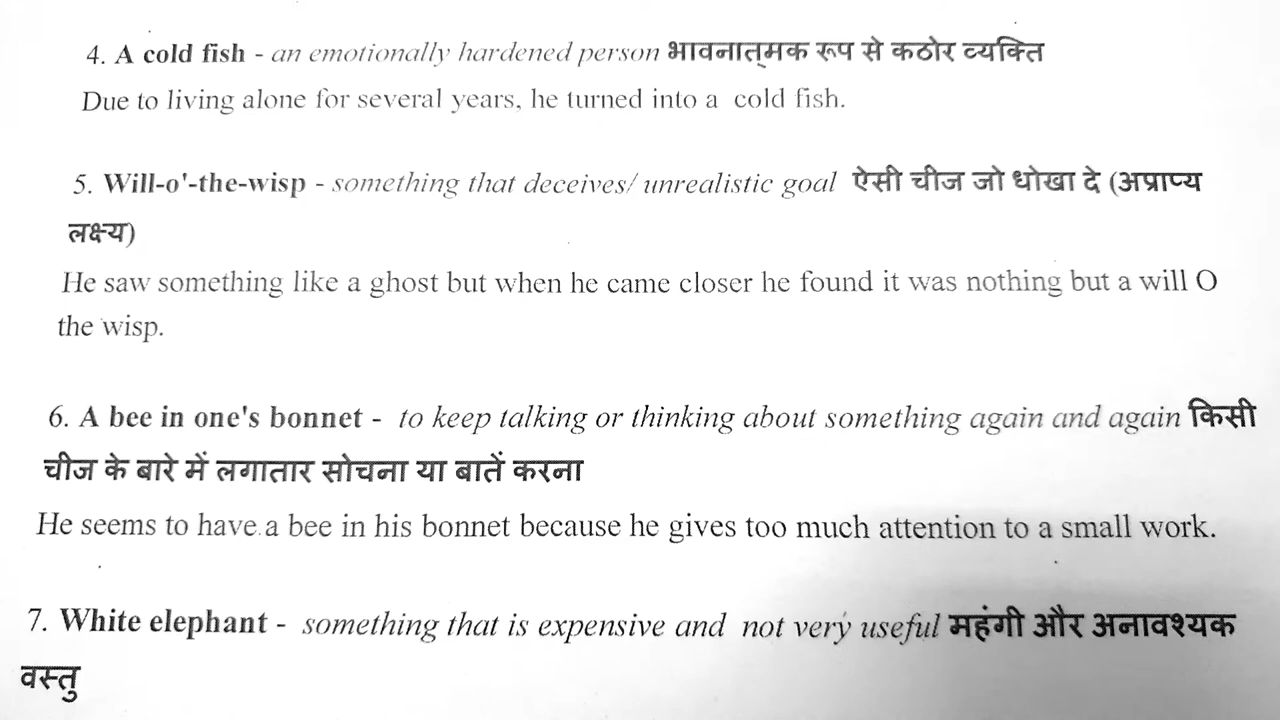 4. A cold fish - an emotionally hardened person भावनात्मक रूप से कठोर व्यक्ति
Due to living alone for several years, he turned into a cold fish.
5. Will-o'-the-wisp - something that deceives/ unrealistic goal ऐसी चीज जो धोखा दे (अप्राप्य
लक्ष्य)
He saw something like a ghost but when he came closer he found it was nothing but a will O
the wisp.
6. A bee in one's bonnet - to keep talking or thinking about something again and again किसी
चीज के बारे में लगातार सोचना या बातें करना
He seems to have a bee in his bonnet because he gives too much attention to a small work.
7. White elephant - something that is expensive and not very useful महंगी और अनावश्यक
वस्तु